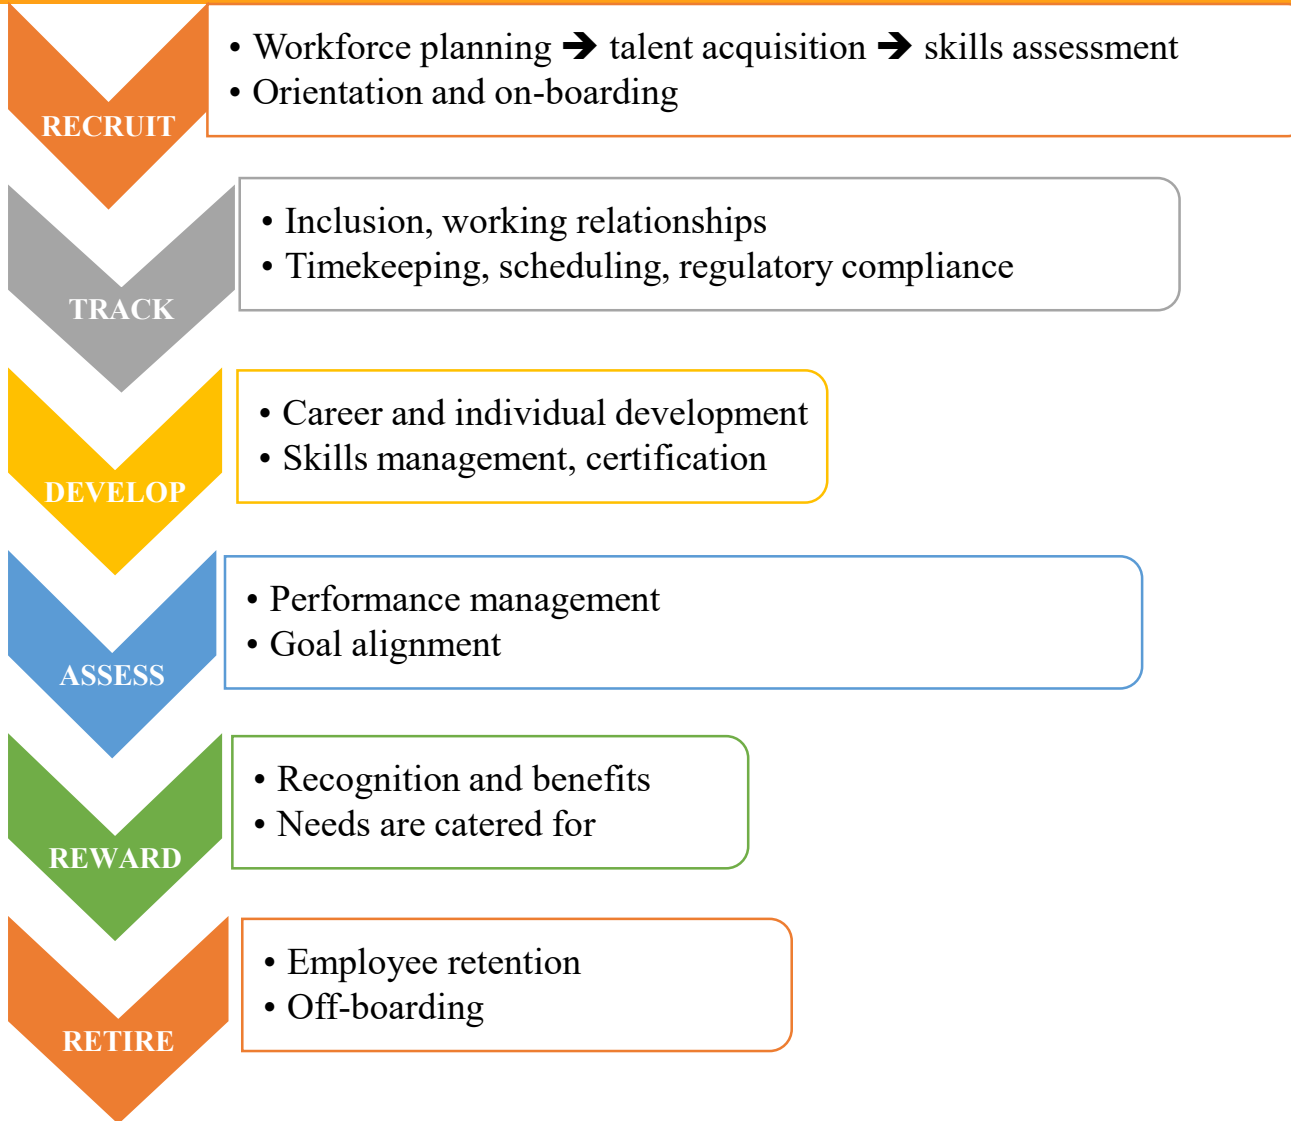 • Workforce planning ➔ talent acquisition ➔ skills assessment
• Orientation and on-boarding
RECRUIT
• Inclusion, working relationships
• Timekeeping, scheduling, regulatory compliance
TRACK
• Career and individual development
• Skills management, certification
DEVELOP
• Performance management
• Goal alignment
ASSESS
• Recognition and benefits
• Needs are catered for
REWARD
• Employee retention
• Off-boarding
RETIRE